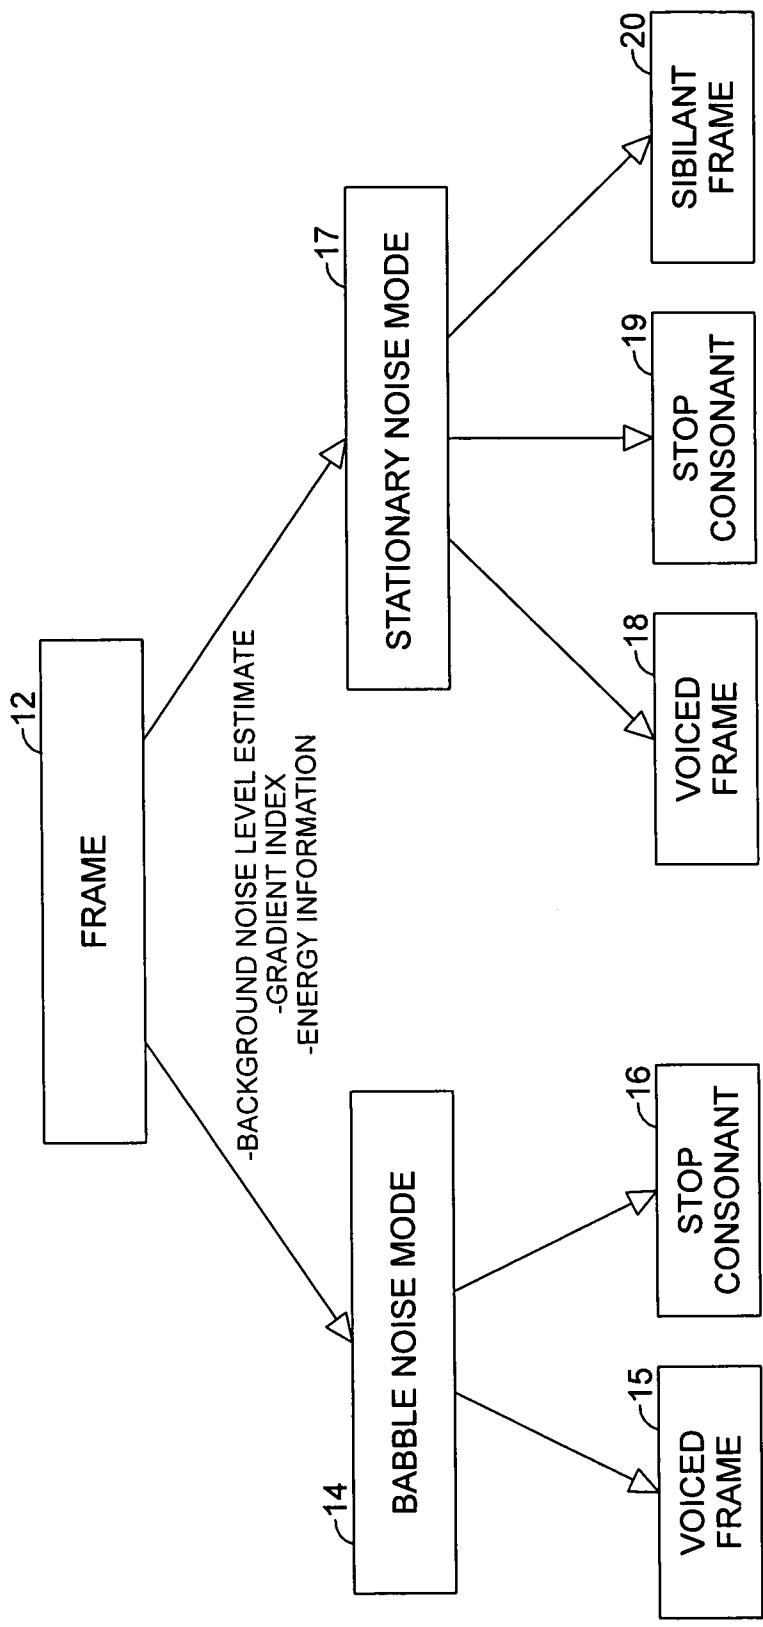 12
FRAME
-BACKGROUND NOISE LEVEL ESTIMATE
-GRADIENT INDEX
-ENERGY INFORMATION
14
BABBLE NOISE MODE
17
STATIONARY NOISE MODE
15
VOICED
FRAME
16
STOP
CONSONANT
18
VOICED
FRAME
19
STOP
CONSONANT
20
SIBILANT
FRAME